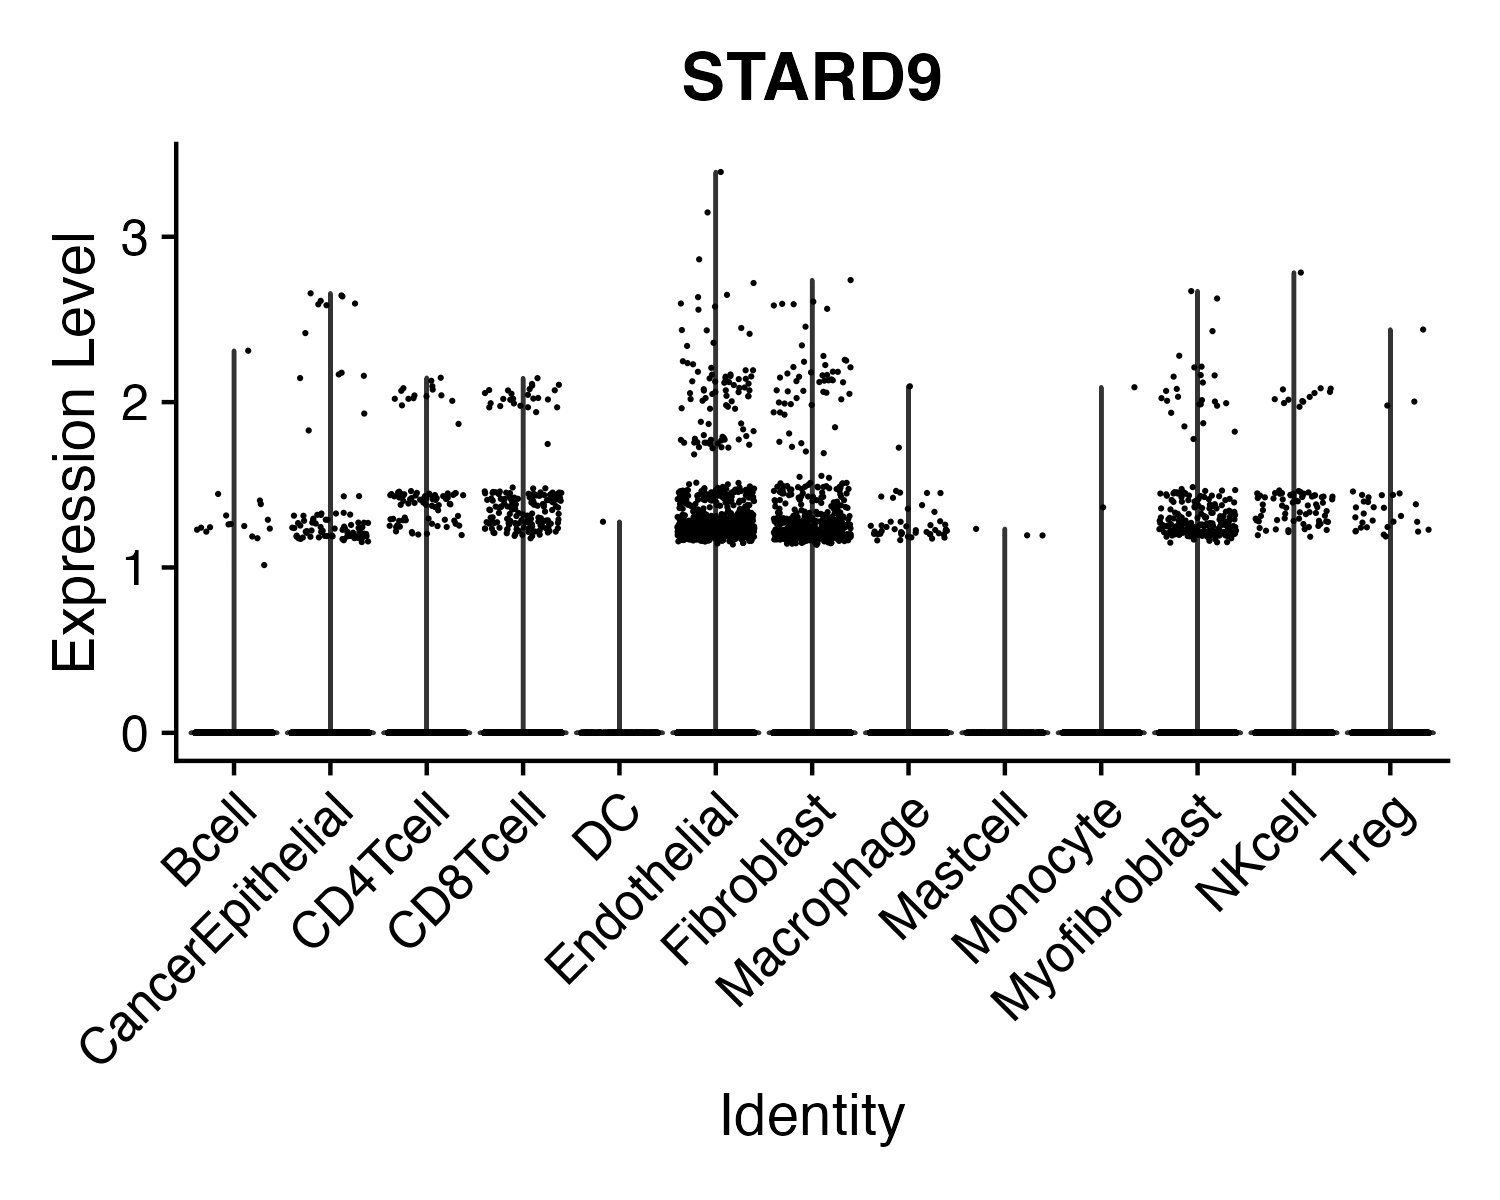 STARD9
Expression Level
3
2
1
0
Bcell
CancerEpithelial
CD4Tcell
CD8Tcell
DC
Endothelial
Fibroblast
Macrophage
Mastcell
Monocyte
Myofibroblast
NKcell
Treg
Identity